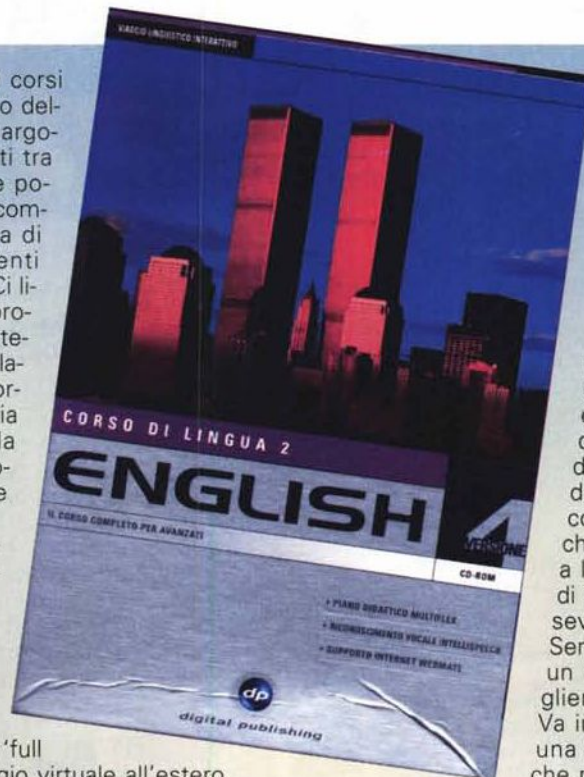 corsi
o del-
argo-
ti tra
e po-
com-
a di
enti
Ci li-
pro-
te-
la-
or-
ia
la
o-
e
VIAGGIO LINGUISTICO INTERATTIVO
CORSO DI LINGUA 2
ENGLISH
4
VERSIONE
IL CORSO COMPLETO PER AVANZATI
CD-ROM
• PIANO DIDATTICO MULTIFLEX
• RICONOSCIMENTO VOCALE INTELLISPEECH
• SUPPORTO INTERNET WEBMATE
dp
digital publishing
'full
gio virtuale all'estero
d
d
co
ch
a l
di
sev
Ser
un
glier
Va in
una
che